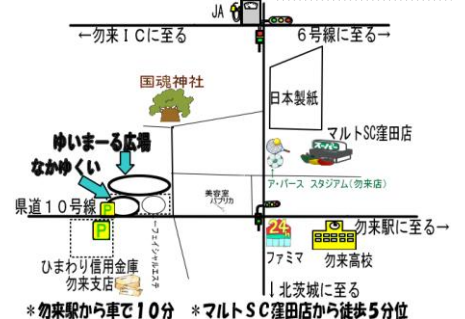 JA
←勿来ICに至る
6号線に至る→
国魂神社
日本製紙
マルトSC窪田店
ゆいまーる広場
なかゆくい
ア・パース スタジアム(勿来店)
美容室
パプリカ
県道10号線
P
P
フェイシャルエステ
24
勿来駅に至る→
ファミマ
勿来高校
ひまわり信用金庫
勿来支店
↓北茨城に至る
*勿来駅から車で10分 *マルトSC窪田店から徒歩5分位